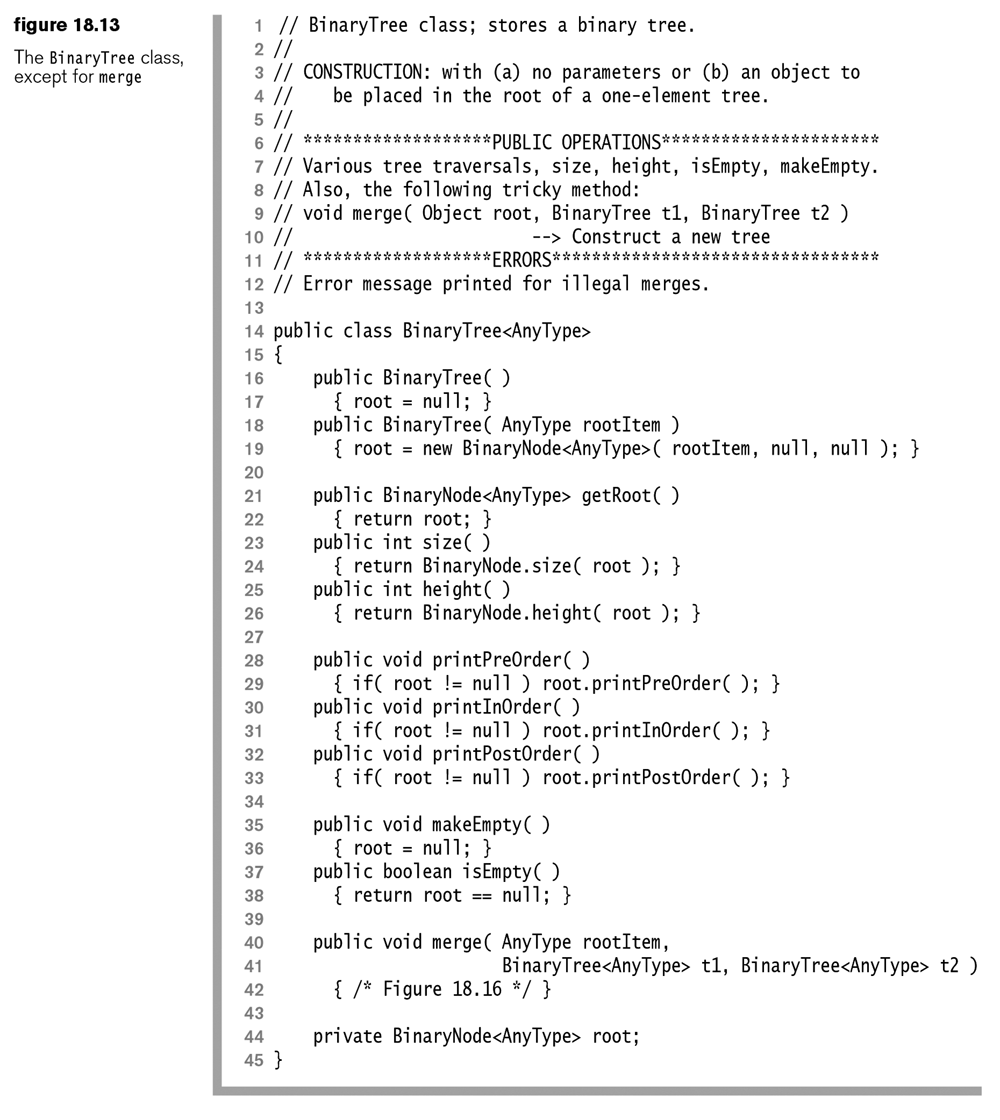 figure 18.13
The BinaryTree class,
except for merge
1 // BinaryTree class; stores a binary tree.
2 //
3 // CONSTRUCTION: with (a) no parameters or (b) an object to
4 //    be placed in the root of a one-element tree.
5 //
6 // *******************PUBLIC OPERATIONS**********************
7 // Various tree traversals, size, height, isEmpty, makeEmpty.
8 // Also, the following tricky method:
9 // void merge( Object root, BinaryTree t1, BinaryTree t2 )
10 //                        --> Construct a new tree
11 // *******************ERRORS*********************************
12 // Error message printed for illegal merges.
13
14 public class BinaryTree<AnyType>
15 {
16     public BinaryTree( )
17       { root = null; }
18     public BinaryTree( AnyType rootItem )
19       { root = new BinaryNode<AnyType>( rootItem, null, null ); }
20
21     public BinaryNode<AnyType> getRoot( )
22       { return root; }
23     public int size( )
24       { return BinaryNode.size( root ); }
25     public int height( )
26       { return BinaryNode.height( root ); }
27
28     public void printPreOrder( )
29       { if( root != null ) root.printPreOrder( ); }
30     public void printInOrder( )
31       { if( root != null ) root.printInOrder( ); }
32     public void printPostOrder( )
33       { if( root != null ) root.printPostOrder( ); }
34
35     public void makeEmpty( )
36       { root = null; }
37     public boolean isEmpty( )
38       { return root == null; }
39
40     public void merge( AnyType rootItem,
41                        BinaryTree<AnyType> t1, BinaryTree<AnyType> t2 )
42       { /* Figure 18.16 */ }
43
44     private BinaryNode<AnyType> root;
45 }